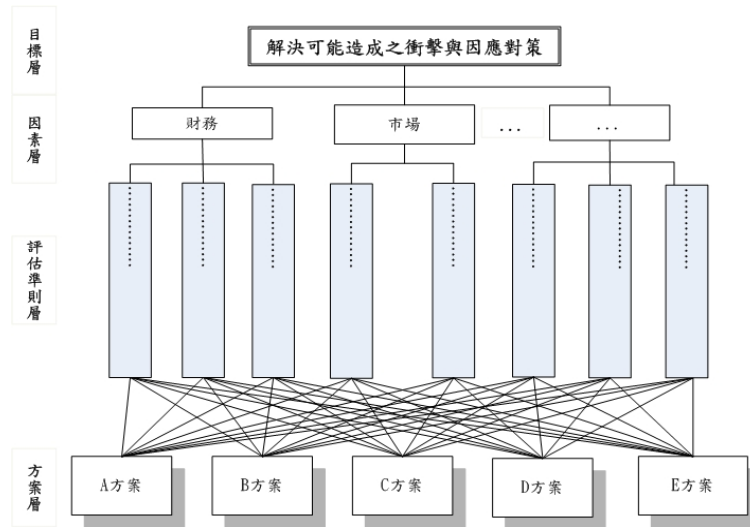 目標層
解決可能造成之衝擊與因應對策
因素層
財務
市場
...
...
評估準則層
方案層
A方案
B方案
C方案
D方案
E方案